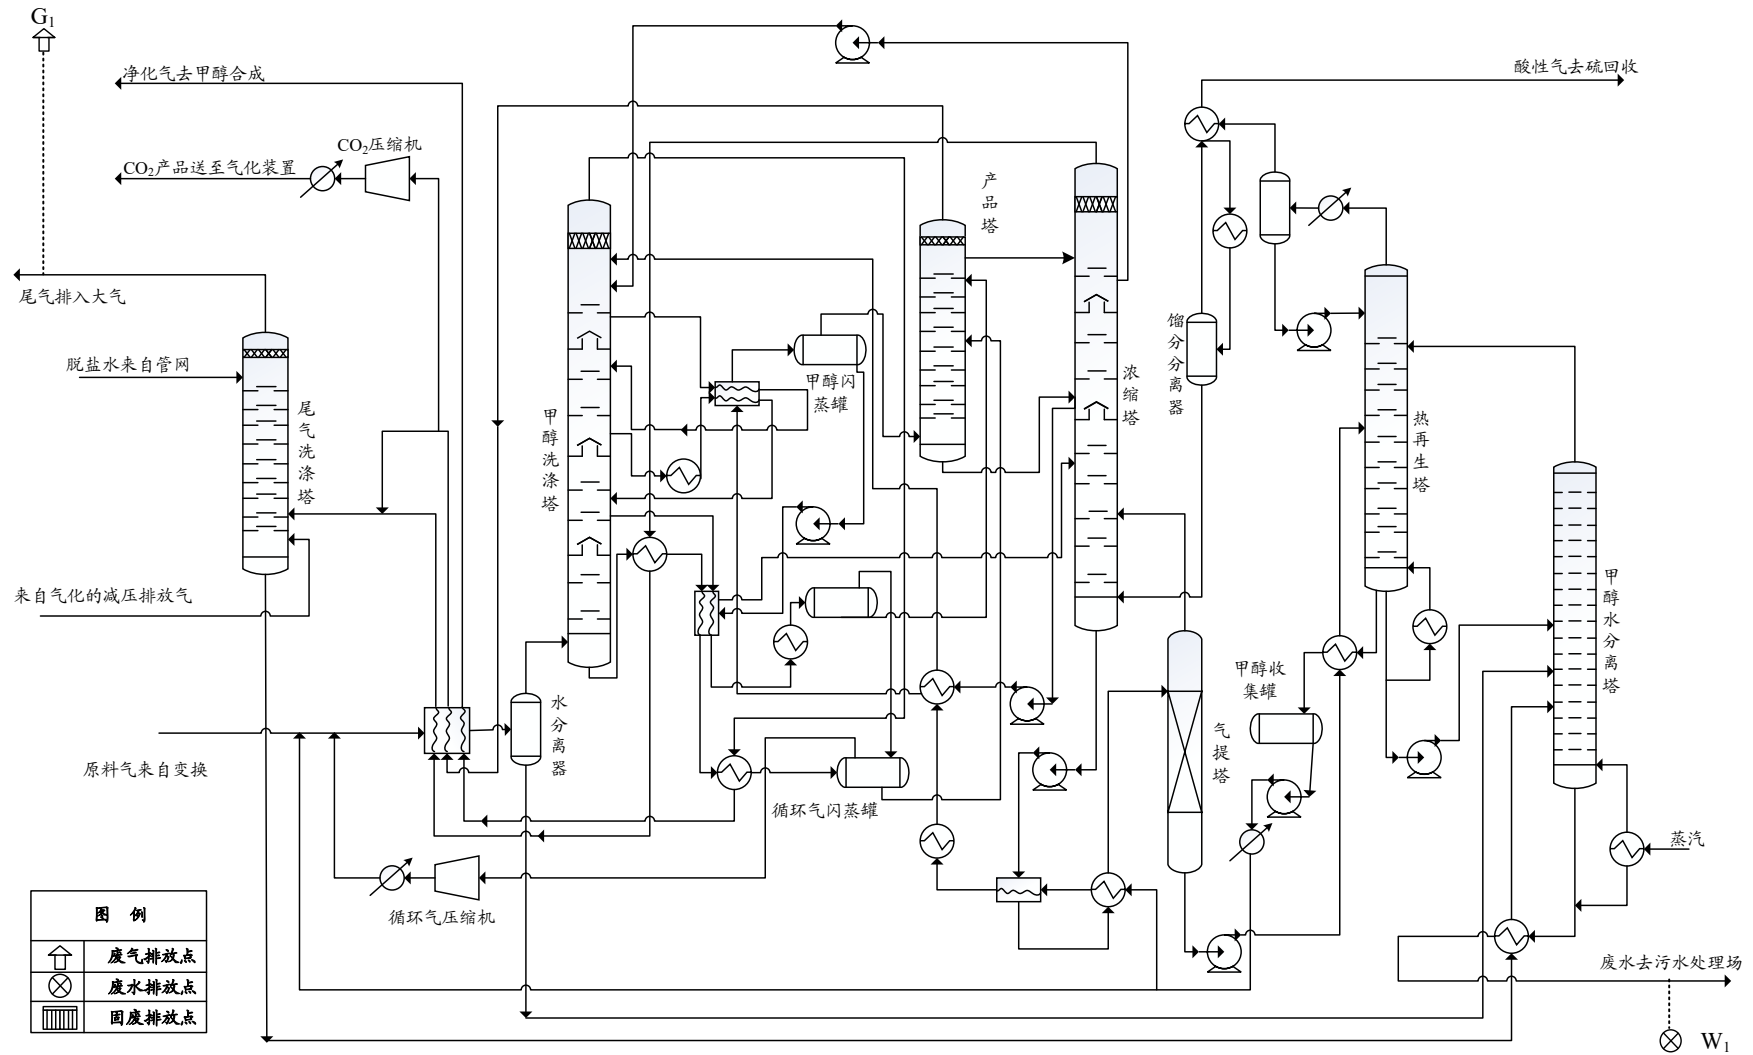 G₁
净化气去甲醇合成
酸性气去硫回收
CO₂压缩机
CO₂产品送至气化装置
产品塔
尾气排入大气
脱盐水来自管网
尾气洗涤塔
甲醇洗涤塔
甲醇闪
蒸罐
浓缩塔
馏分分离器
热再生塔
来自气化的减压排放气
甲醇水分离塔
水分离器
原料气来自变换
循环气闪蒸罐
气提塔
甲醇收
集罐
蒸汽
循环气压缩机
废水去污水处理场
W₁
图 例
废气排放点
废水排放点
固废排放点